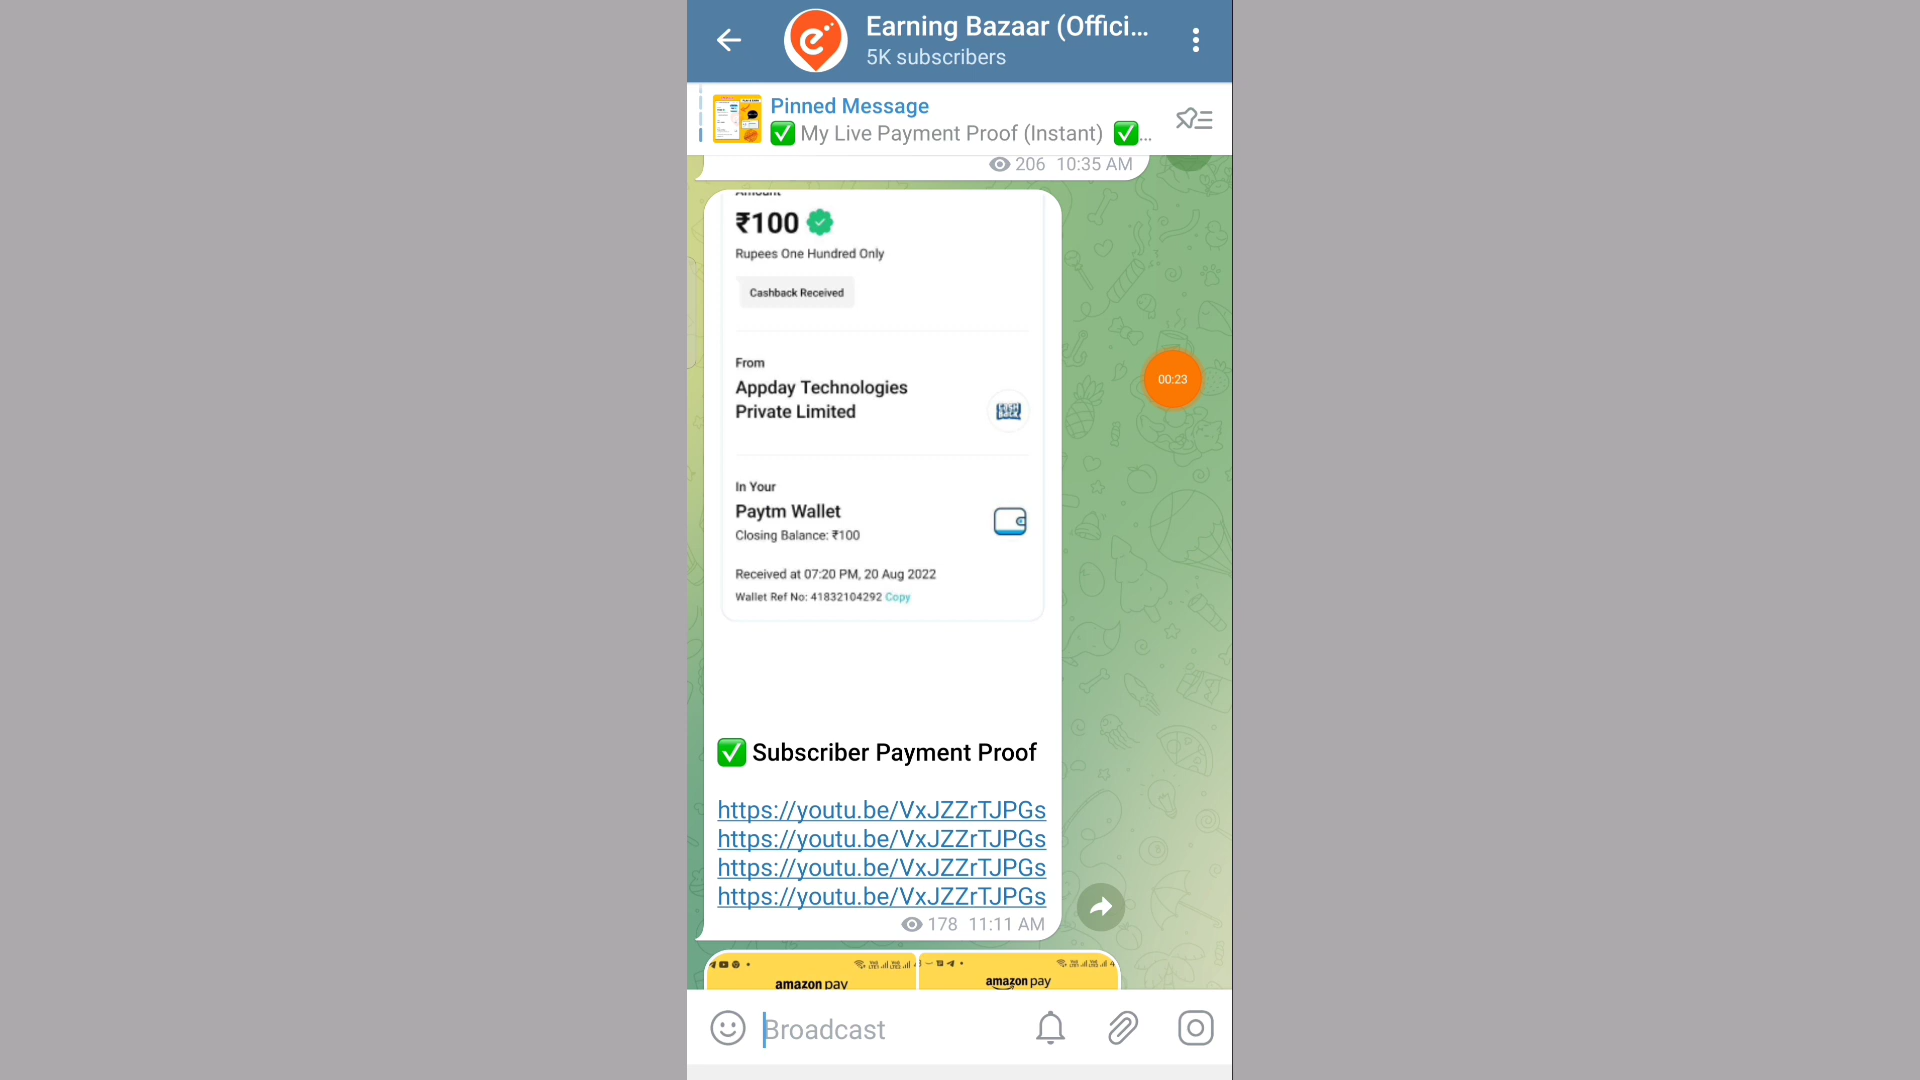 Earning Bazaar (Offici...
5K subscribers
Pinned Message
✅ My Live Payment Proof (Instant) ✅...
206 10:35 AM
Amount
₹100
Rupees One Hundred Only
Cashback Received
From
Appday Technologies
Private Limited
CASH BACK
In Your
Paytm Wallet
Closing Balance: ₹100
Received at 07:20 PM, 20 Aug 2022
Wallet Ref No: 41832104292 Copy
00:23
✅ Subscriber Payment Proof
https://youtu.be/VxJZZrTJPGs
https://youtu.be/VxJZZrTJPGs
https://youtu.be/VxJZZrTJPGs
https://youtu.be/VxJZZrTJPGs
178 11:11 AM
amazon pay
amazon pay
Broadcast